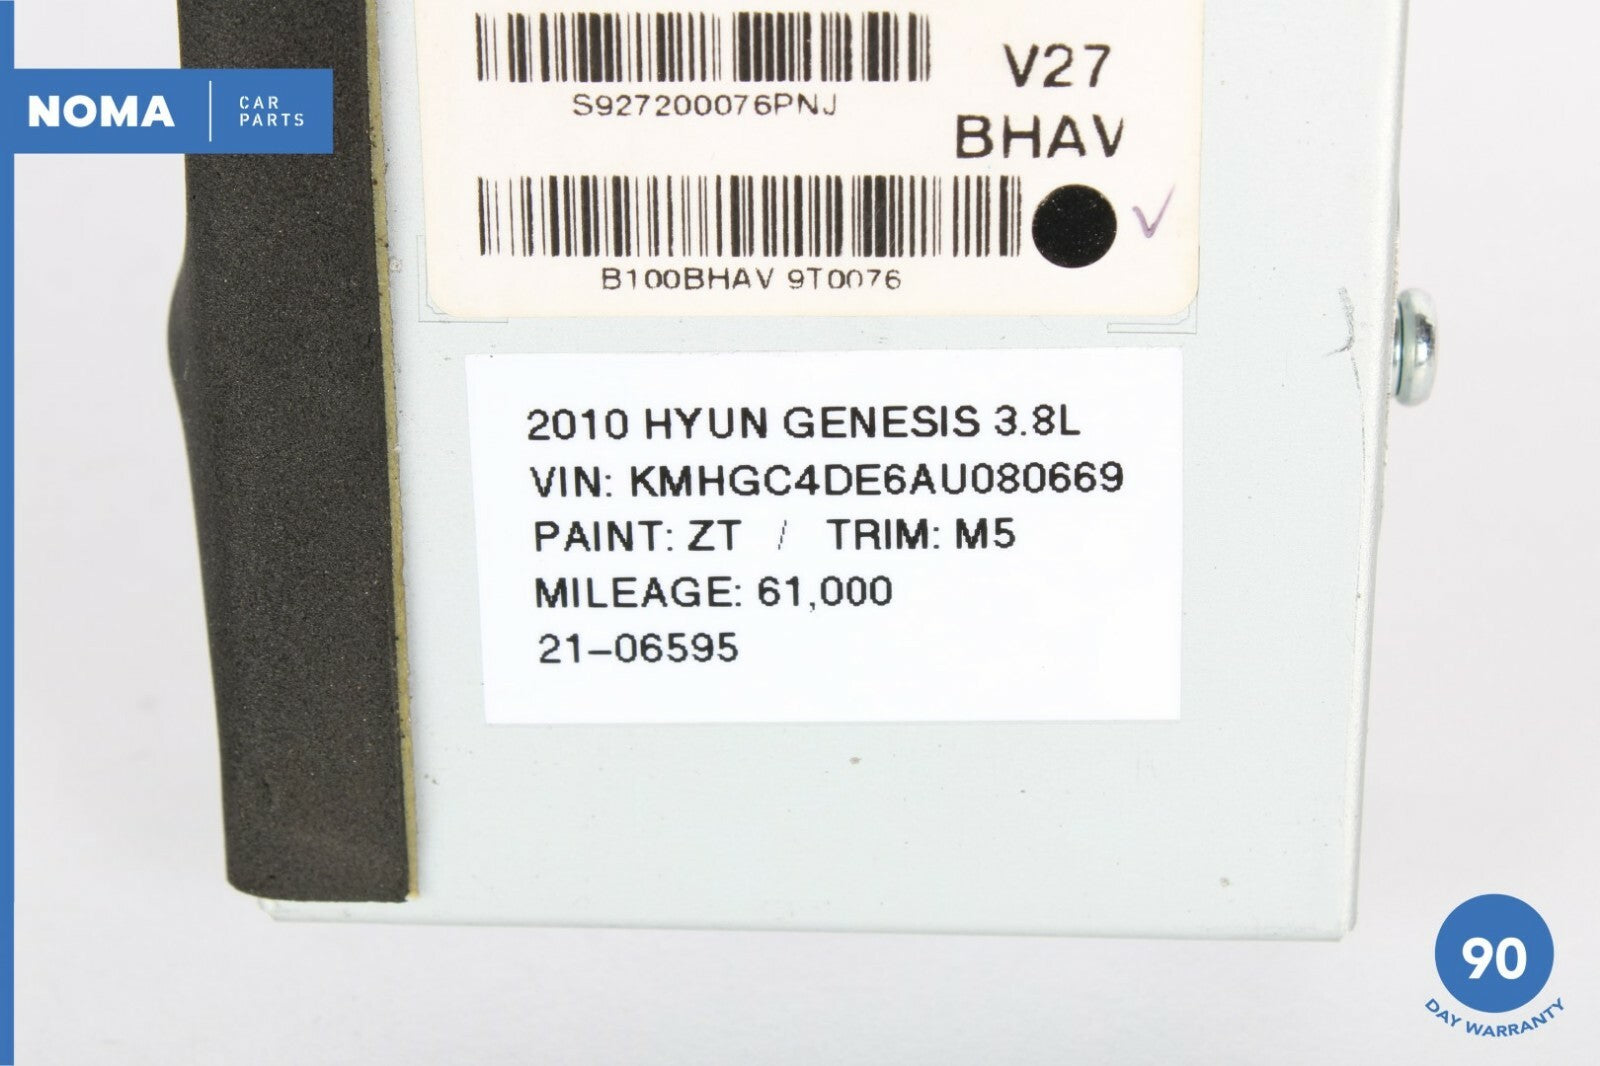 NOMA CAR PARTS
S927200076PNJ
V27
BHAV
B100BHAV 9T0076
2010 HYUN GENESIS 3.8L
VIN: KMHGC4DE6AU080669
PAINT: ZT / TRIM: M5
MILEAGE: 61,000
21-06595
90
DAY WARRANTY